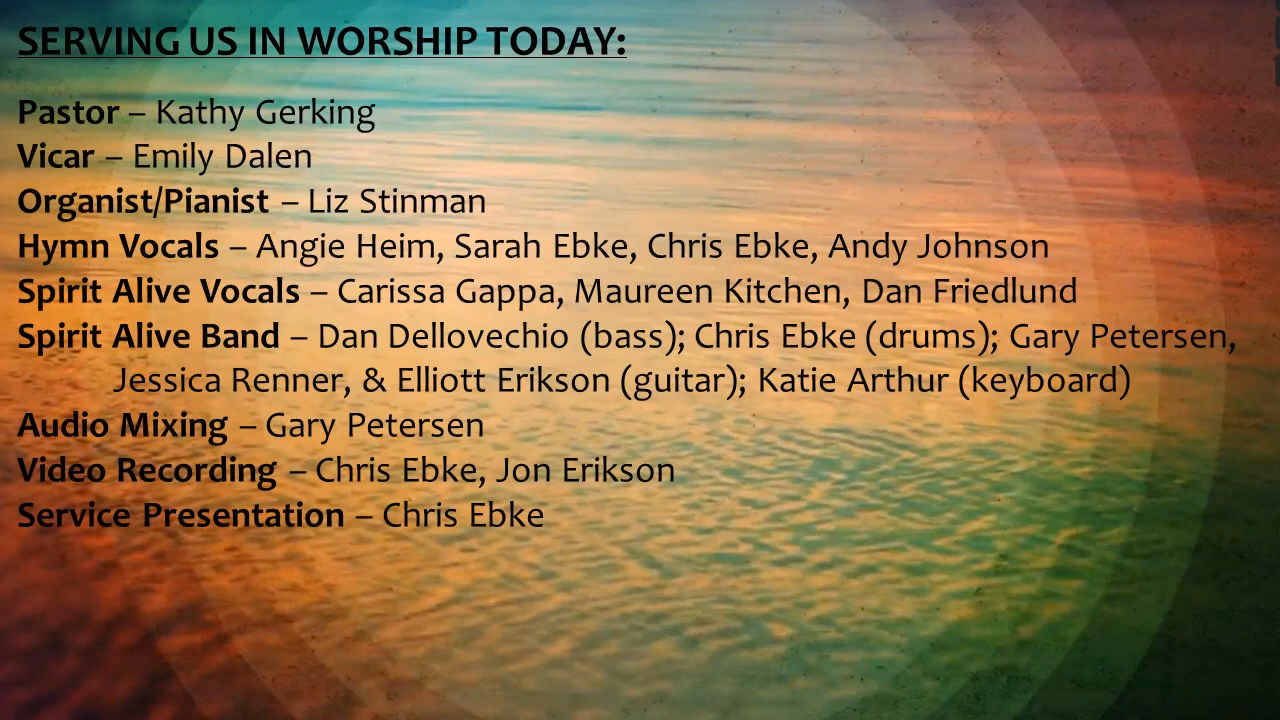 SERVING US IN WORSHIP TODAY:
Pastor – Kathy Gerking
Vicar – Emily Dalen
Organist/Pianist – Liz Stinman
Hymn Vocals – Angie Heim, Sarah Ebke, Chris Ebke, Andy Johnson
Spirit Alive Vocals – Carissa Gappa, Maureen Kitchen, Dan Friedlund
Spirit Alive Band – Dan Dellovechio (bass); Chris Ebke (drums); Gary Petersen,
Jessica Renner, & Elliott Erikson (guitar); Katie Arthur (keyboard)
Audio Mixing – Gary Petersen
Video Recording – Chris Ebke, Jon Erikson
Service Presentation – Chris Ebke